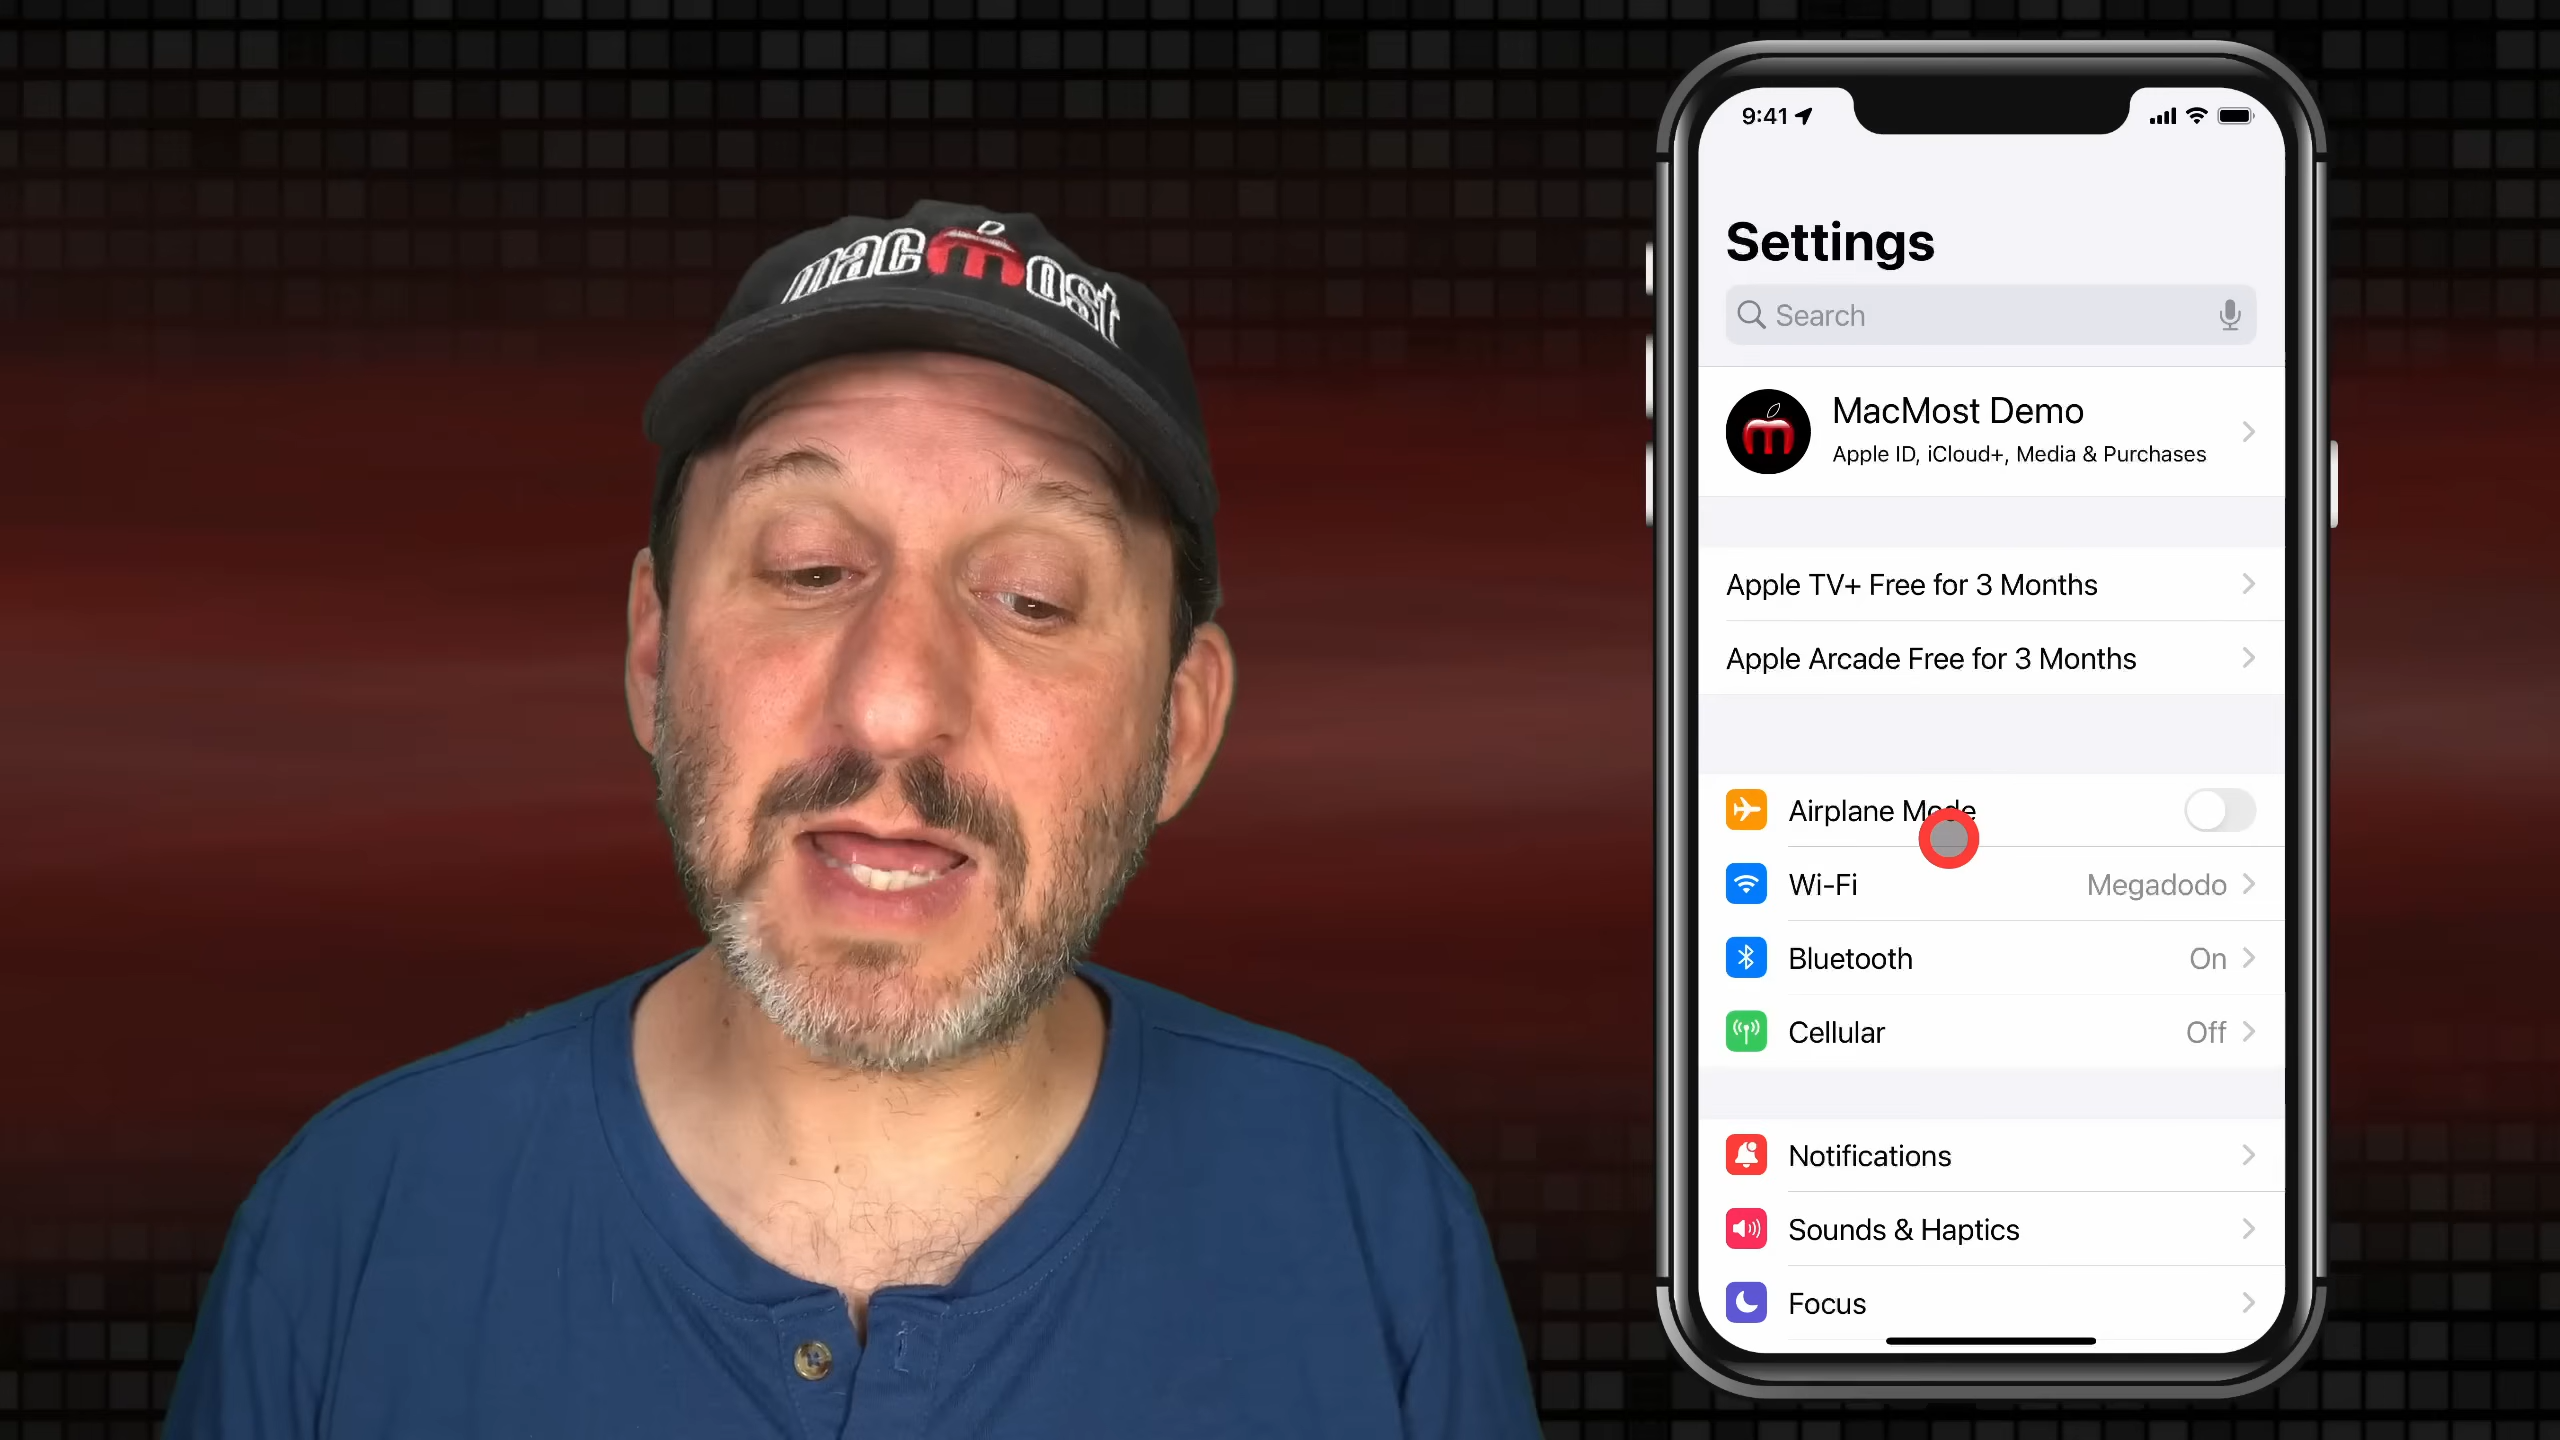 macmost
9:41
Settings
Search
MacMost Demo
Apple ID, iCloud+, Media & Purchases
Apple TV+ Free for 3 Months
Apple Arcade Free for 3 Months
Airplane Mode
Wi-Fi Megadodo
Bluetooth On
Cellular Off
Notifications
Sounds & Haptics
Focus